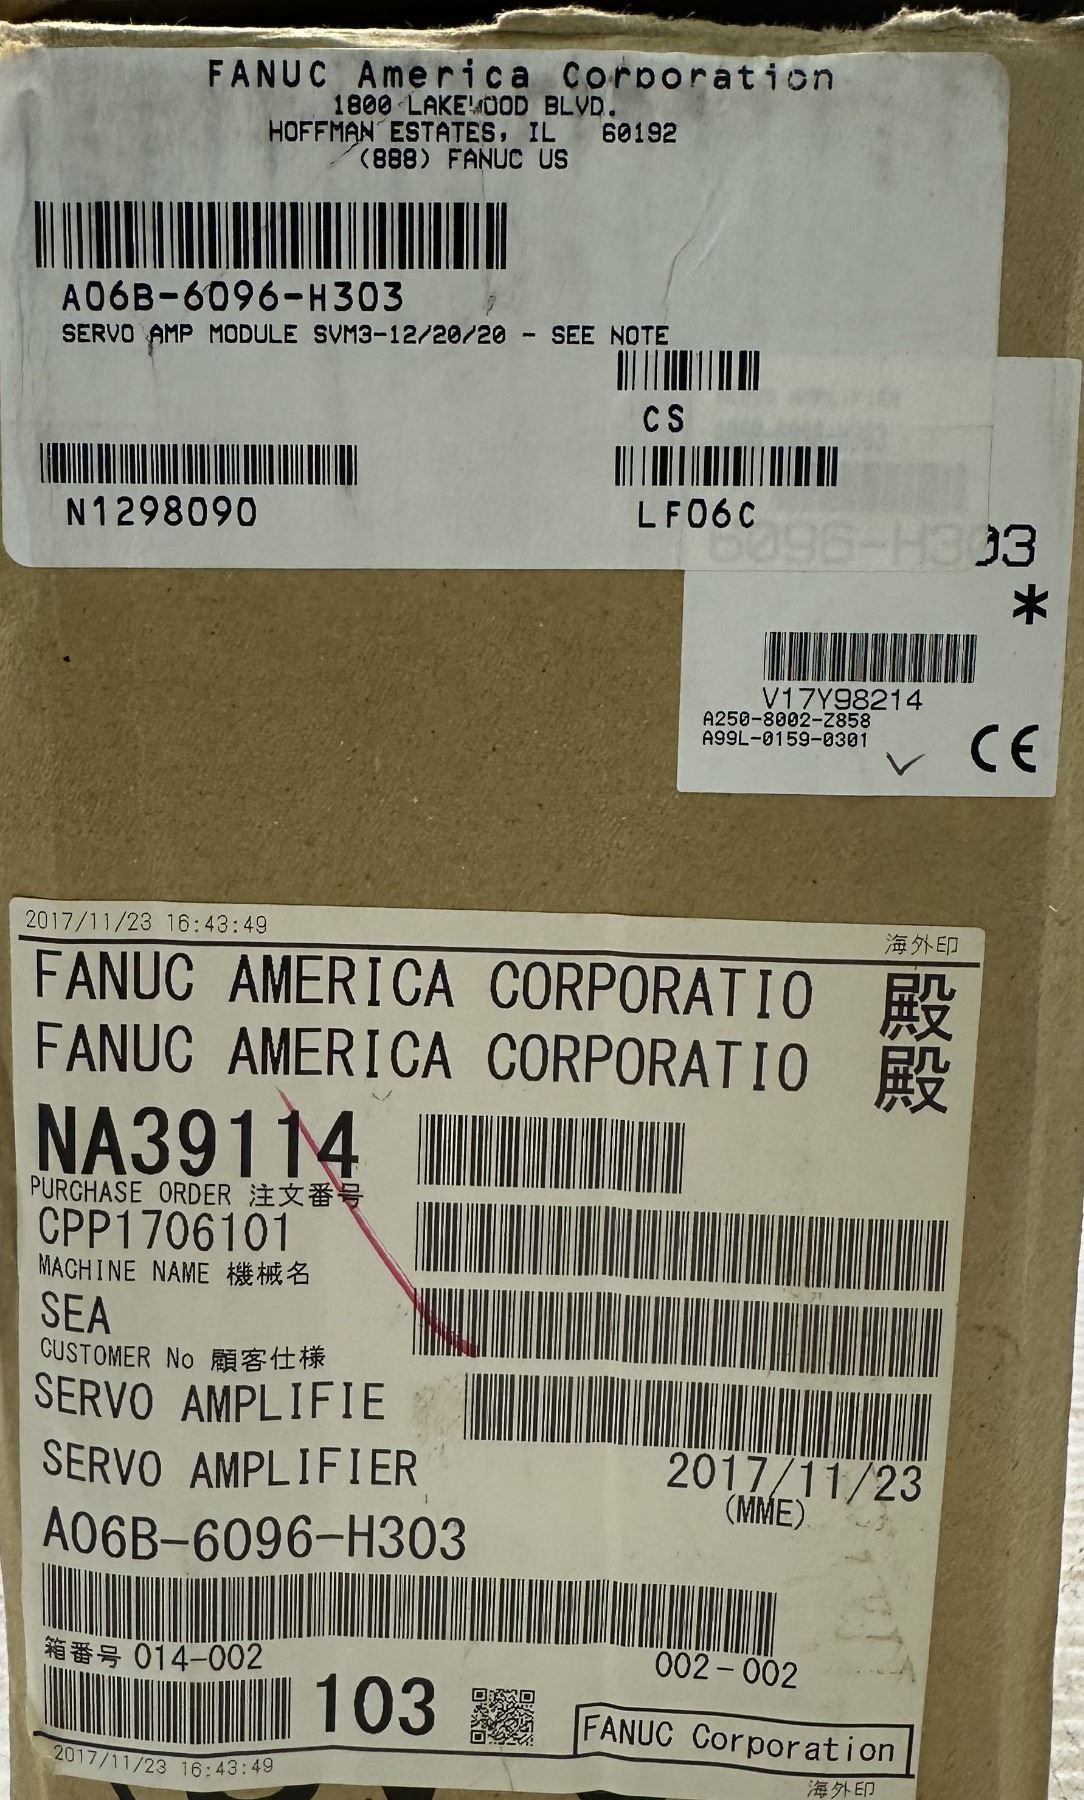 FANUC America Corporation
1800 LAKEWOOD BLVD.
HOFFMAN ESTATES, IL 60192
(888) FANUC US
A06B-6096-H303
SERVO AMP MODULE SVM3-12/20/20 - SEE NOTE
CS
N1298090
LF06C
6096-H303
*
V17Y98214
A250-8002-Z858
A99L-0159-0301
CE
2017/11/23 16:43:49
海外印
FANUC AMERICA CORPORATIO 殿
FANUC AMERICA CORPORATIO 殿
NA39114
PURCHASE ORDER 注文番号
CPP1706101
MACHINE NAME 機械名
SEA
CUSTOMER No 顧客仕様
SERVO AMPLIFIE
SERVO AMPLIFIER
2017/11/23
(MME)
A06B-6096-H303
箱番号 014-002
002-002
103
FANUC Corporation
2017/11/23 16:43:49
海外印